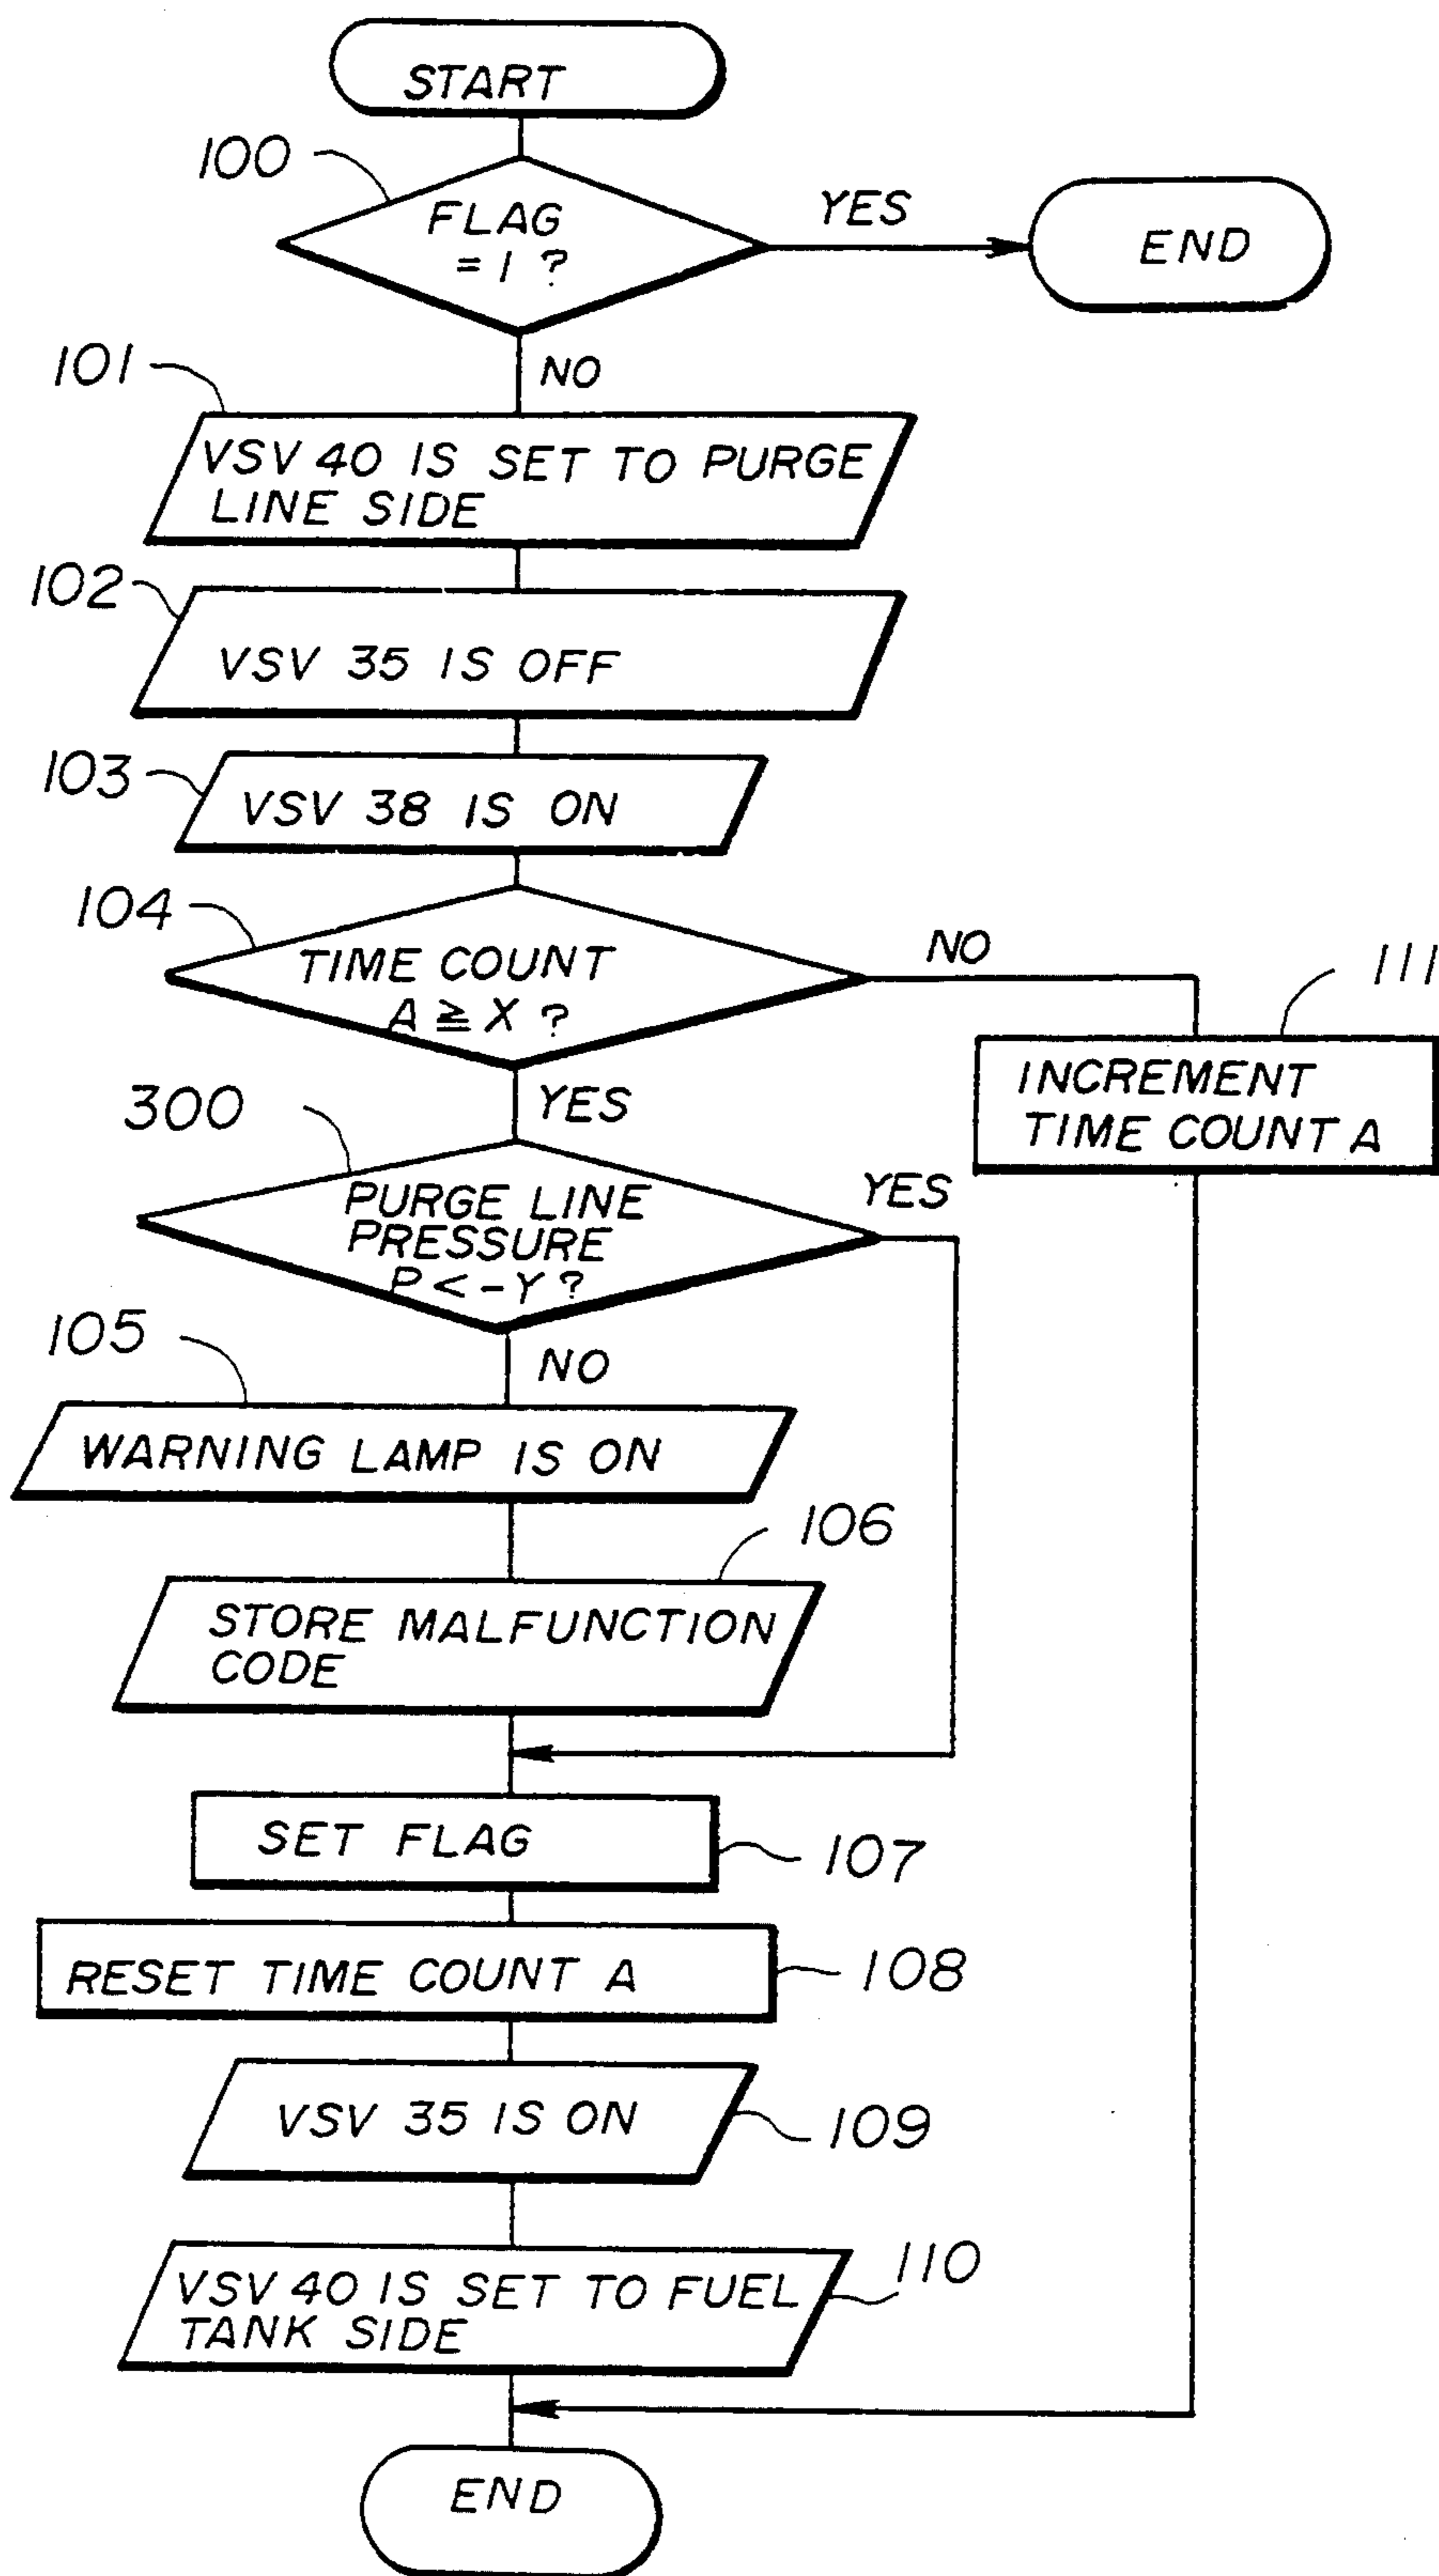 START
100
FLAG
= 1 ?
YES
END
NO
101
VSV 40 IS SET TO PURGE
LINE SIDE
102
VSV 35 IS OFF
103
VSV 38 IS ON
104
TIME COUNT
A ≧ X ?
NO
111
INCREMENT
TIME COUNT A
YES
300
PURGE LINE
PRESSURE
P < - Y ?
YES
NO
105
WARNING LAMP IS ON
106
STORE MALFUNCTION
CODE
SET FLAG
107
RESET TIME COUNT A
108
VSV 35 IS ON
109
VSV 40 IS SET TO FUEL
TANK SIDE
110
END